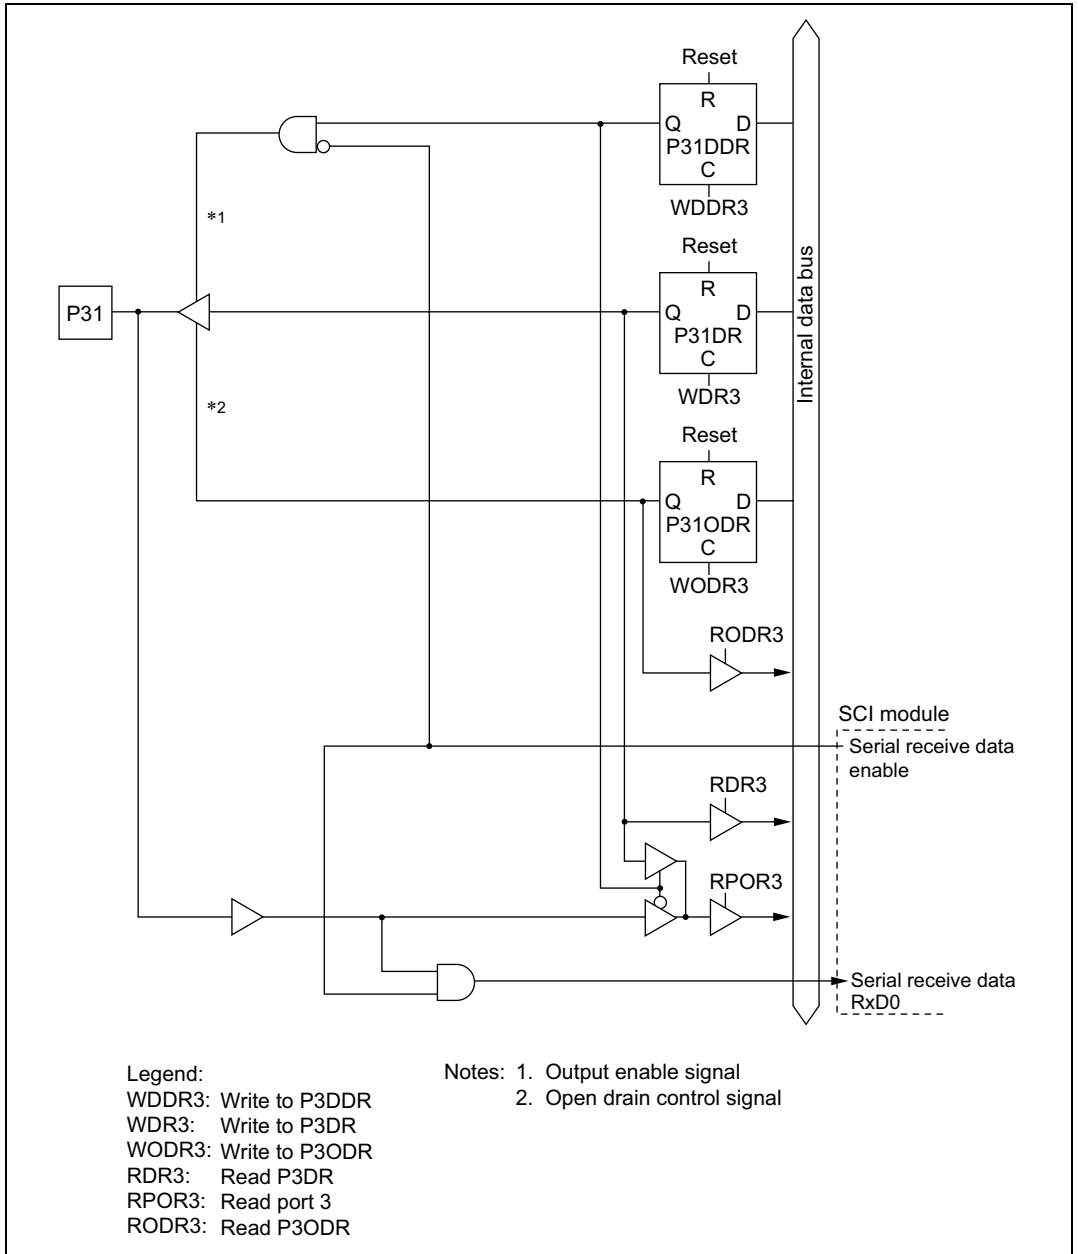 Reset
R
Q D
P31DDR
C
WDDR3
*1
Reset
R
Q D
P31DR
C
WDR3
P31
Internal data bus
*2
Reset
R
Q D
P31ODR
C
WODR3
RODR3
SCI module
Serial receive data
enable
RDR3
RPOR3
Serial receive data
RxD0
Legend:
WDDR3: Write to P3DDR
WDR3: Write to P3DR
WODR3: Write to P3ODR
RDR3: Read P3DR
RPOR3: Read port 3
RODR3: Read P3ODR
Notes: 1. Output enable signal
2. Open drain control signal